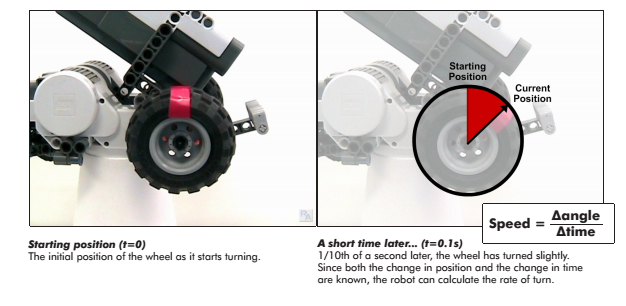 Starting
Position
Current
Position
Speed = Δangle
Δtime
Starting position (t=0)
The initial position of the wheel as it starts turning.
A short time later... (t=0.1s)
1/10th of a second later, the wheel has turned slightly.
Since both the change in position and the change in time
are known, the robot can calculate the rate of turn.